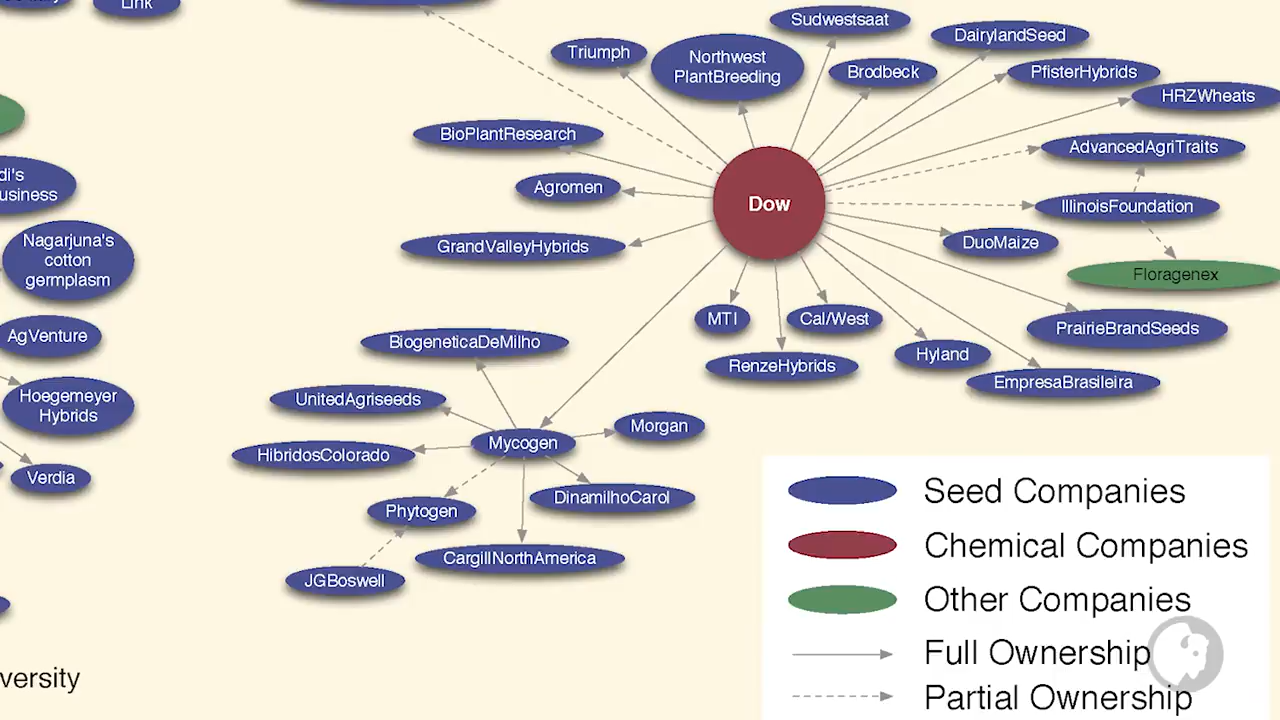 Link
Sudwestsaat
DairylandSeed
Triumph
Northwest
PlantBreeding
Brodbeck
PfisterHybrids
HRZWheats
BioPlantResearch
AdvancedAgriTraits
di's
usiness
Agromen
Dow
IllinoisFoundation
Nagarjuna's
cotton
germplasm
GrandValleyHybrids
DuoMaize
Floragenex
MTI
Cal/West
PrairieBrandSeeds
AgVenture
BiogeneticaDeMilho
Hyland
RenzeHybrids
EmpresaBrasileira
Hoegemeyer
Hybrids
UnitedAgriseeds
Morgan
Mycogen
HibridosColorado
Verdia
DinamilhoCarol
Phytogen
CargillNorthAmerica
JGBoswell
Seed Companies
Chemical Companies
Other Companies
Full Ownership
Partial Ownership
versity